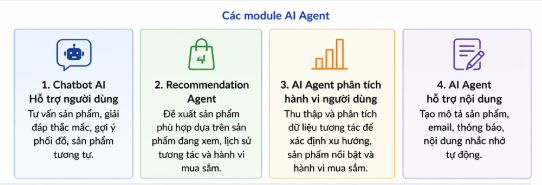 Các module AI Agent
1. Chatbot AI
Hỗ trợ người dùng
Tư vấn sản phẩm, giải
đáp thắc mắc, gợi ý
phối đồ, sản phẩm
tương tự.
2. Recommendation
Agent
Đề xuất sản phẩm
phù hợp dựa trên sản
phẩm đang xem, lịch sử
tương tác và hành vi
mua sắm.
3. AI Agent phân tích
hành vi người dùng
Thu thập và phân tích
dữ liệu tương tác để
xác định xu hướng,
sản phẩm nổi bật và
hành vi mua sắm.
4. AI Agent
hỗ trợ nội dung
Tạo mô tả sản phẩm,
email, thông báo,
nội dung nhắc nhở
tự động.